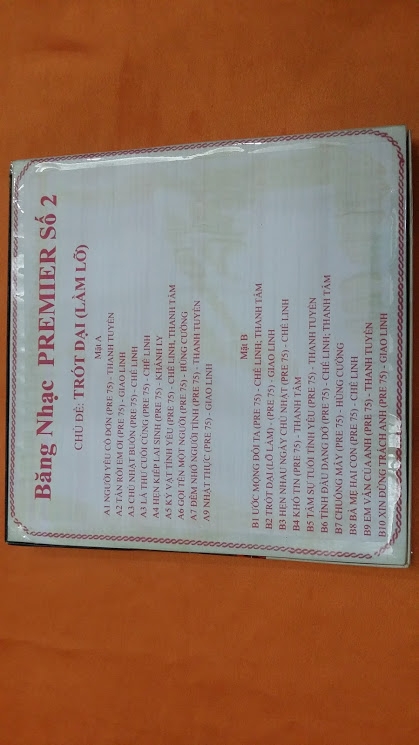 Băng Nhạc PREMIER Số 2
CHỦ ĐỀ: TRÓT DẠI (LẦM LỠ)
Mặt A
A1 NGƯỜI YÊU CÔ ĐƠN (PRE 75) - THANH TUYỀN
A2 TÀN RỒI EM ƠI (PRE 75) - GIAO LINH
A3 CHỦ NHẬT BUỒN (PRE 75) - CHẾ LINH
A3 LÁ THƯ CUỐI CÙNG (PRE 75) - CHẾ LINH
A4 HẸN KIẾP LAI SINH (PRE 75) - KHÁNH LY
A5 KỶ VẬT TÌNH YÊU (PRE 75) - CHẾ LINH, THANH TÂM
A6 GỌI TÊN MỘT NGƯỜI (PRE 75) - HÙNG CƯỜNG
A7 ĐÊM NHỚ NGƯỜI TÌNH (PRE 75) - THANH TUYỀN
A9 NHẬT THỰC (PRE 75) - GIAO LINH
Mặt B
B1 ƯỚC MỘNG ĐÔI TA (PRE 75) - CHẾ LINH; THANH TÂM
B2 TRÓT DẠI (LỠ LẦM) - (PRE 75) - GIAO LINH
B3 HẸN NHAU NGÀY CHỦ NHẬT (PRE 75) - CHẾ LINH
B4 KHÓ TIN (PRE 75) - THANH TÂM
B5 TÂM SỰ TUỔI TÌNH YÊU (PRE 75) - THANH TUYỀN
B6 TÌNH ĐẦU DANG DỞ (PRE 75) - CHẾ LINH; THANH TÂM
B7 CHUÔNG MÂY (PRE 75) - HÙNG CƯỜNG
B8 BÀ MẸ HAI CON (PRE 75) - CHẾ LINH
B9 EM VẪN CỦA ANH (PRE 75) - THANH TUYỀN
B10 XIN ĐỪNG TRÁCH ANH (PRE 75) - GIAO LINH